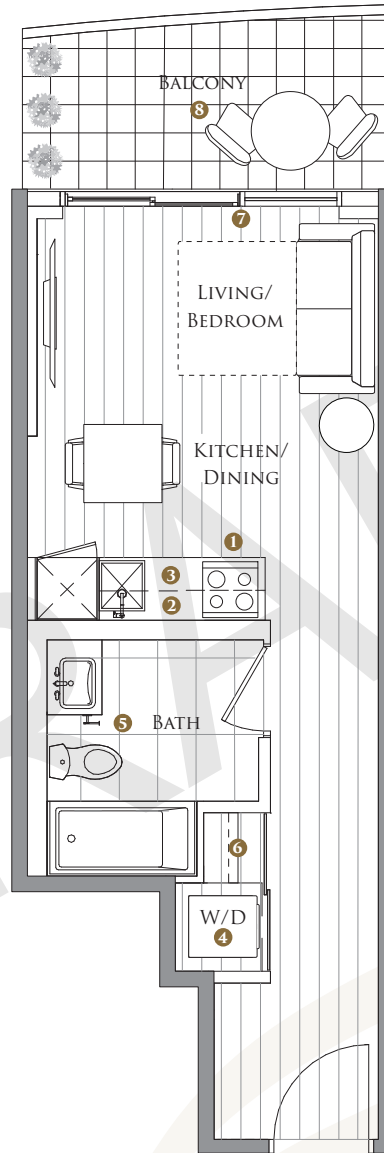 BALCONY
8
7
LIVING/
BEDROOM
KITCHEN/
DINING
1
3
2
5 BATH
6
W/D
4